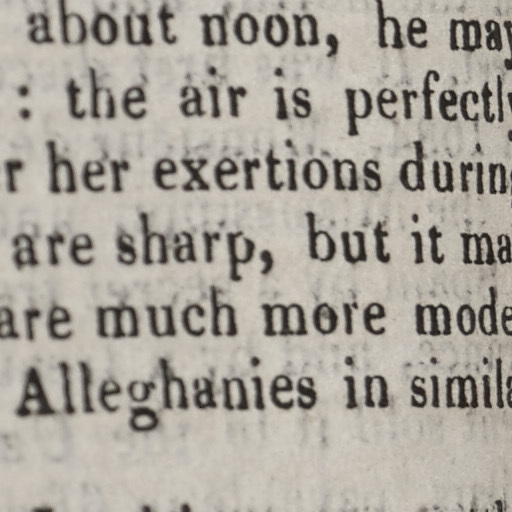 about noon, he may
: the air is perfectly
r her exertions during
are sharp, but it ma
are much more mode
Alleghanies in simila